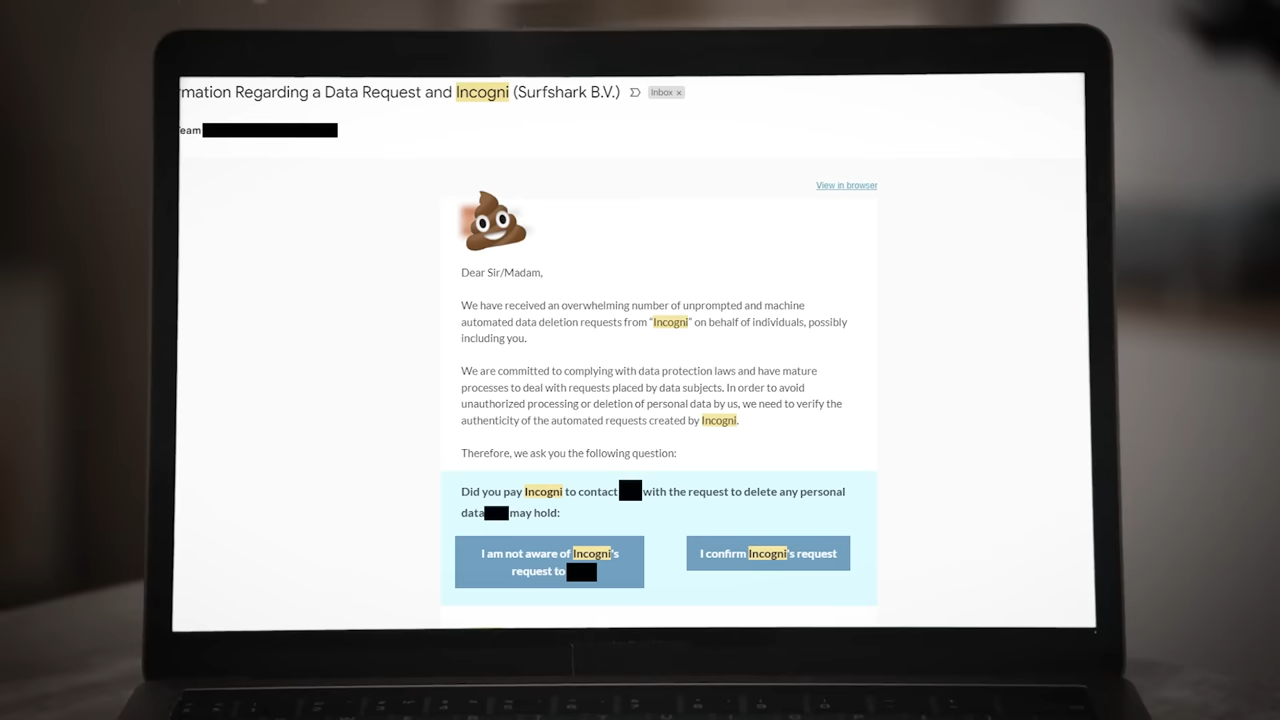 rmation Regarding a Data Request and Incogni (Surfshark B.V.)
Inbox ×
Team
View in browser
Dear Sir/Madam,
We have received an overwhelming number of unprompted and machine
automated data deletion requests from "Incogni" on behalf of individuals, possibly
including you.
We are committed to complying with data protection laws and have mature
processes to deal with requests placed by data subjects. In order to avoid
unauthorized processing or deletion of personal data by us, we need to verify the
authenticity of the automated requests created by Incogni.
Therefore, we ask you the following question:
Did you pay Incogni to contact with the request to delete any personal
data may hold:
I am not aware of Incogni's
request to
I confirm Incogni's request